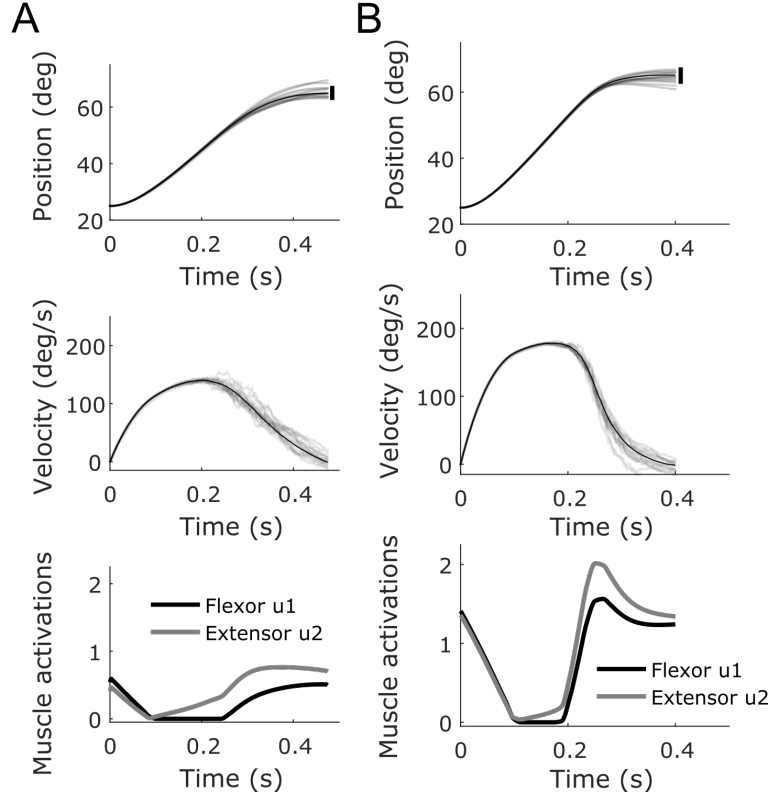 A
Position (deg)
60
40
20
0
0.2
0.4
Time (s)
Velocity (deg/s)
200
100
0
0
0.2
0.4
Time (s)
Muscle activations
2
1
0
Flexor u1
Extensor u2
0
0.2
0.4
Time (s)
B
Position (deg)
60
40
20
0
0.2
0.4
Time (s)
Velocity (deg/s)
200
100
0
0
0.2
0.4
Time (s)
Muscle activations
2
1
0
Flexor u1
Extensor u2
0
0.2
0.4
Time (s)